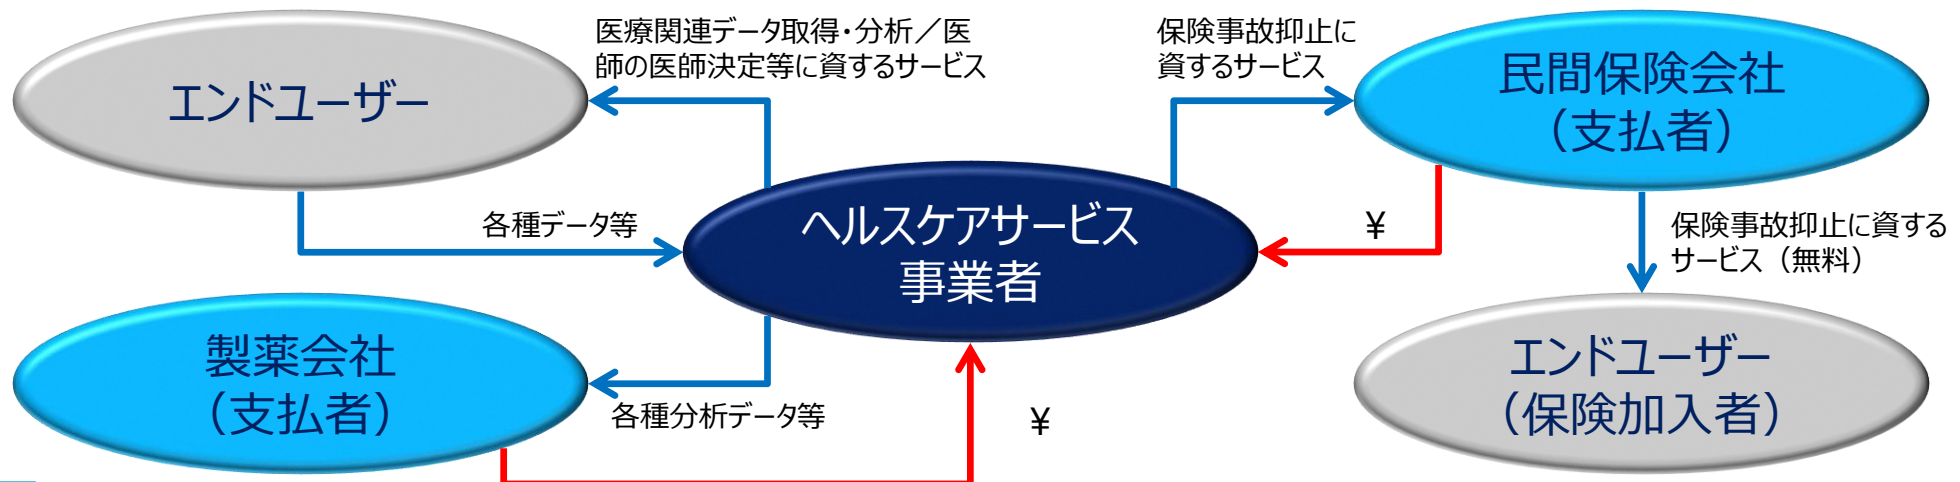 医療関連データ取得・分析／医
師の医師決定等に資するサービス
保険事故抑止に
資するサービス
エンドユーザー
民間保険会社
（支払者）
各種データ等
ヘルスケアサービス
事業者
¥
保険事故抑止に資する
サービス（無料）
製薬会社
（支払者）
各種分析データ等
¥
エンドユーザー
（保険加入者）